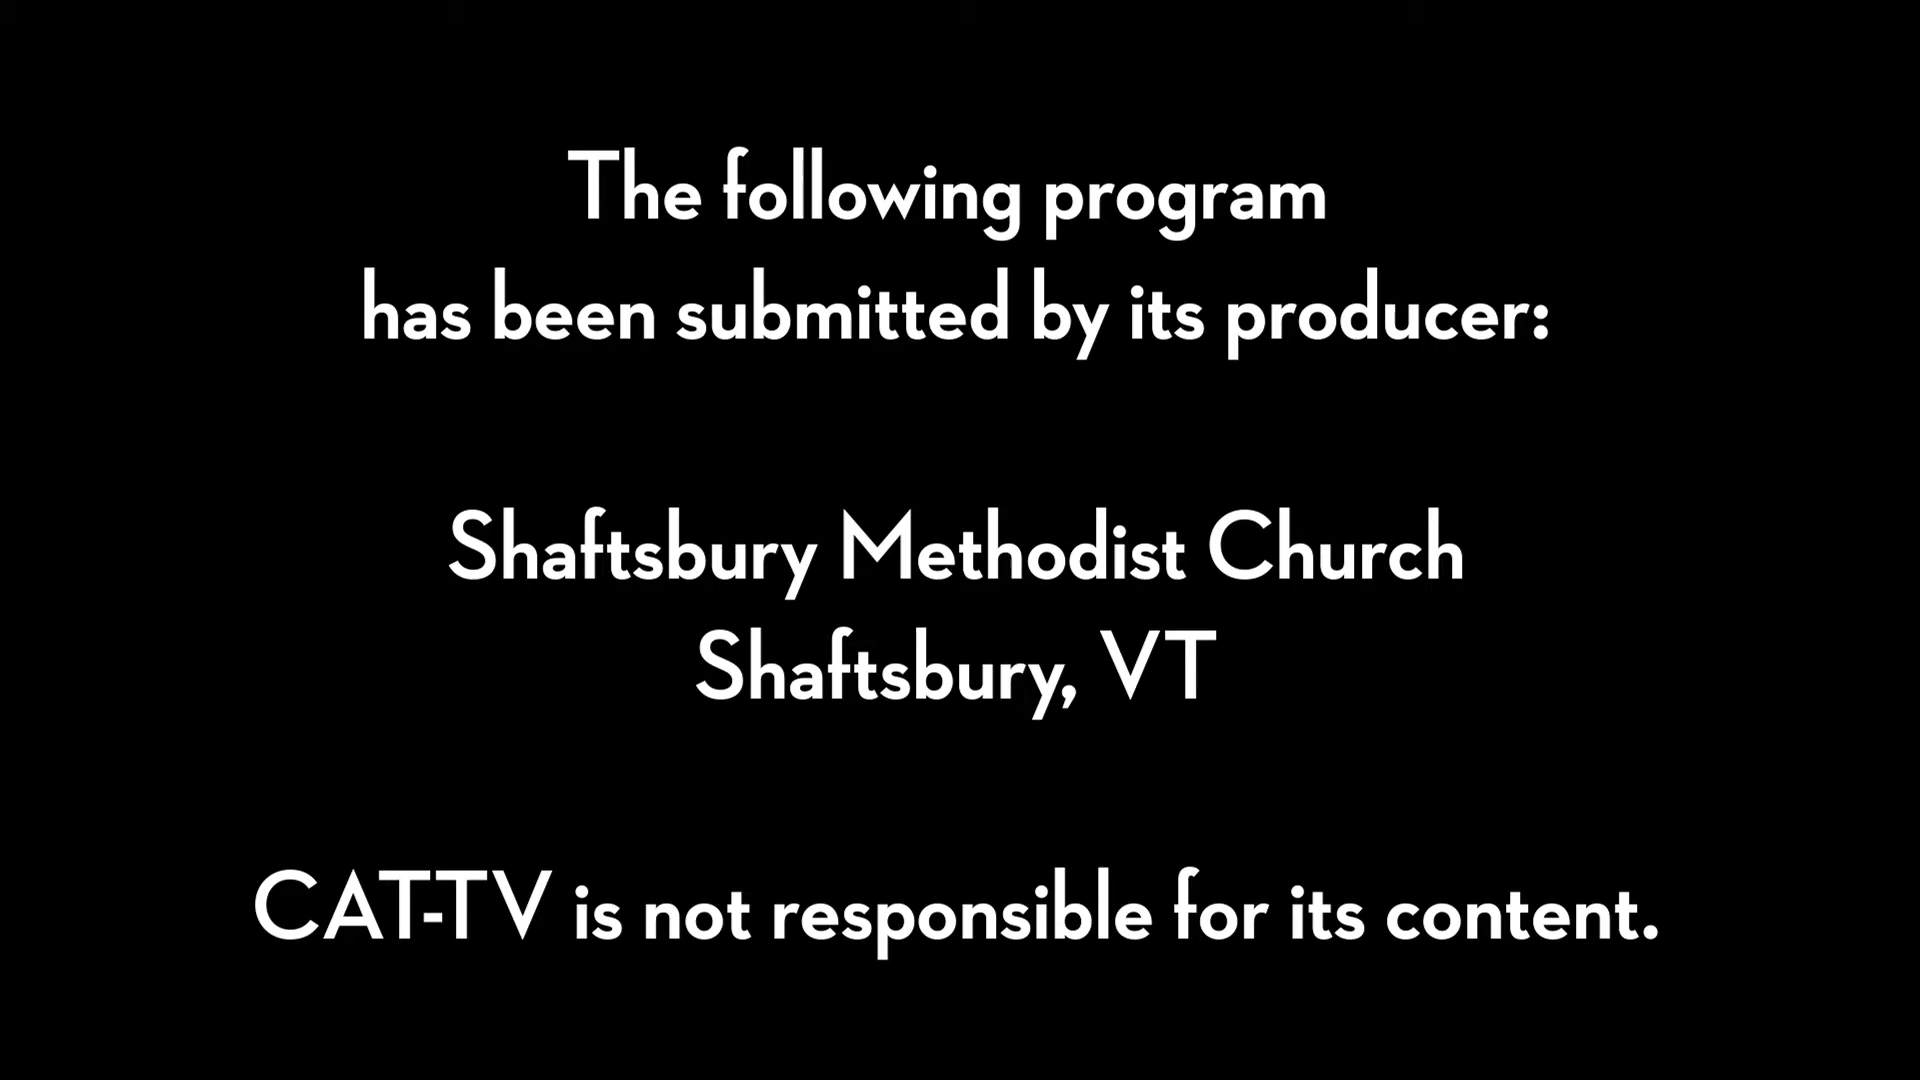 The following program
has been submitted by its producer:
Shaftsbury Methodist Church
Shaftsbury, VT
CAT-TV is not responsible for its content.